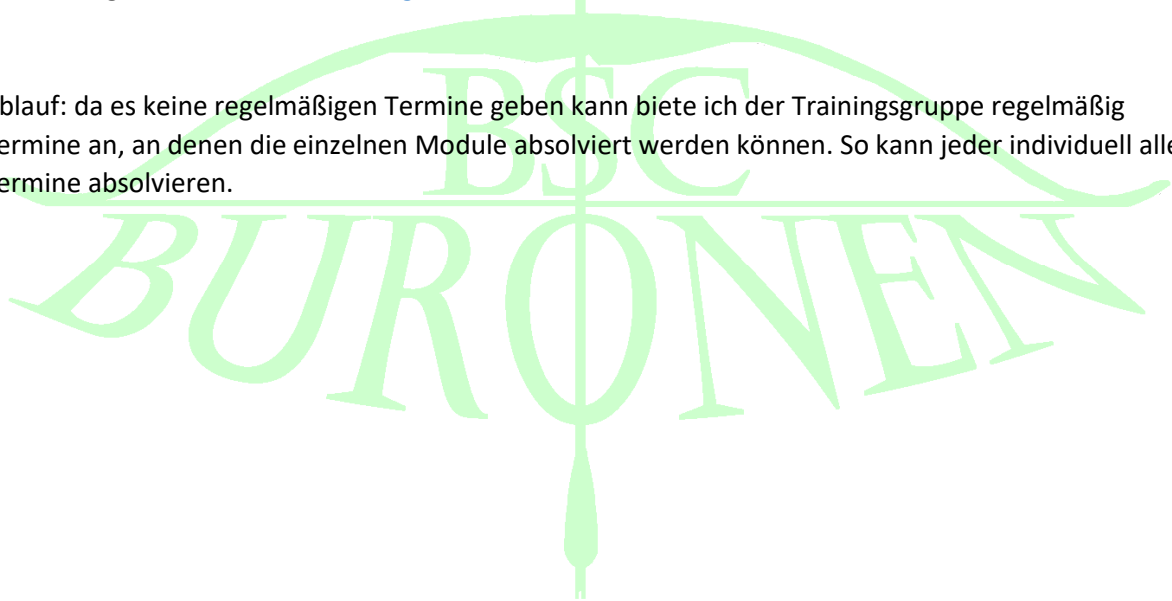 blauf: da es keine regelmäßigen Termine geben kann biete ich der Trainingsgruppe regelmäßig
ermine an, an denen die einzelnen Module absolviert werden können. So kann jeder individuell alle
ermine absolvieren.
BSC
BURONEN